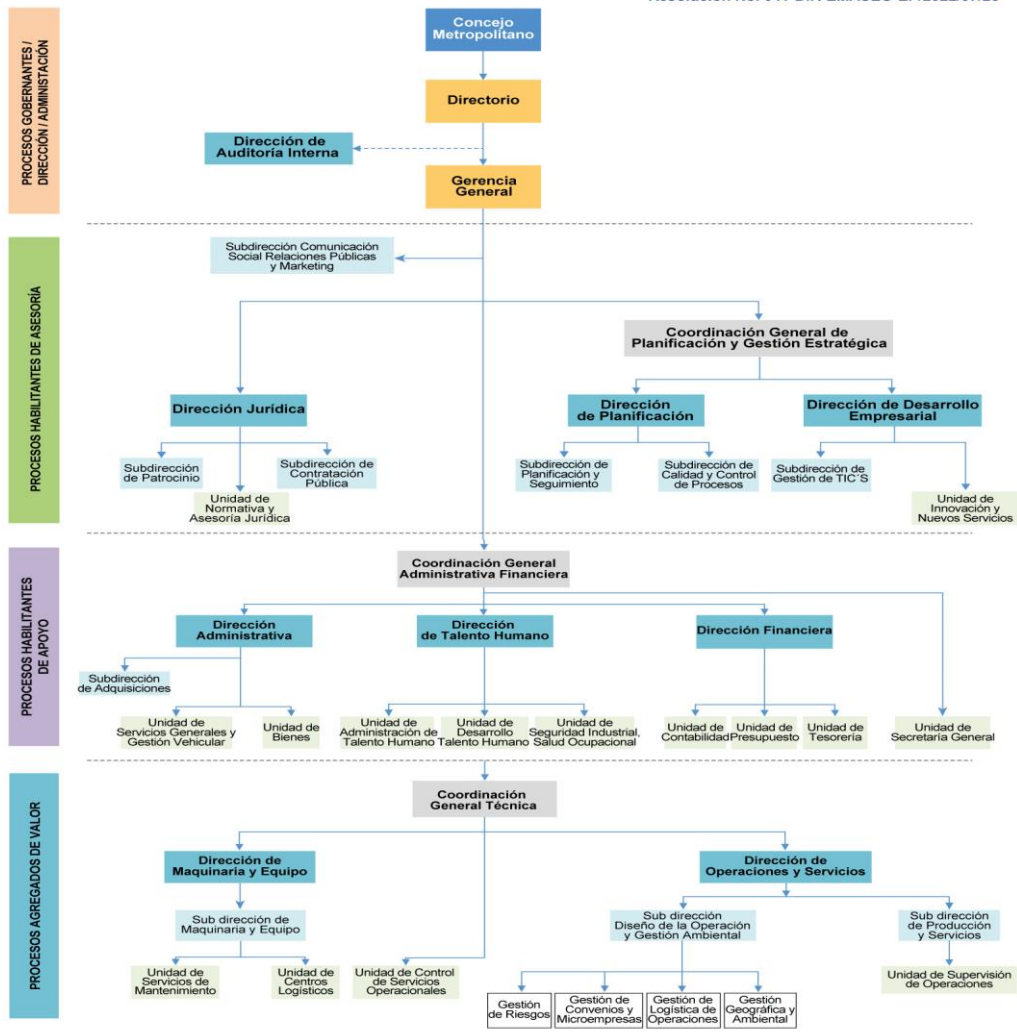 PROCESOS GOBERNANTES /
DIRECCIÓN / ADMINISTACIÓN
Concejo
Metropolitano
Directorio
Dirección de
Auditoría Interna
Gerencia
General
PROCESOS HABILITANTES DE ASESORÍA
Subdirección Comunicación
Social Relaciones Públicas
y Marketing
Coordinación General de
Planificación y Gestión Estratégica
Dirección Jurídica
Dirección
de Planificación
Dirección de Desarrollo
Empresarial
Subdirección
de Patrocinio
Unidad de
Normativa y
Asesoría Jurídica
Subdirección de
Contratación
Pública
Subdirección de
Planificación y
Seguimiento
Subdirección de
Calidad y Control
de Procesos
Subdirección de
Gestión de TIC´S
Unidad de
Innovación y
Nuevos Servicios
PROCESOS HABILITANTES
DE APOYO
Coordinación General
Administrativa Financiera
Dirección
Administrativa
Dirección
de Talento Humano
Dirección Financiera
Subdirección
de Adquisiciones
Unidad de
Servicios Generales y
Gestión Vehicular
Unidad de
Bienes
Unidad de
Administración de
Talento Humano
Unidad de
Desarrollo
Talento Humano
Unidad de
Seguridad Industrial,
Salud Ocupacional
Unidad de
Contabilidad
Unidad de
Presupuesto
Unidad de
Tesorería
Unidad de
Secretaría General
PROCESOS AGREGADOS DE VALOR
Coordinación
General Técnica
Dirección de
Maquinaria y Equipo
Dirección de
Operaciones y Servicios
Sub dirección de
Maquinaria y Equipo
Sub dirección
Diseño de la Operación
y Gestión Ambiental
Sub dirección
de Producción
y Servicios
Unidad de
Servicios de
Mantenimiento
Unidad de
Centros
Logísticos
Unidad de Control
de Servicios
Operacionales
Unidad de Supervisión
de Operaciones
Gestión
de Riesgos
Gestión de
Convenios y
Microempresas
Gestión de
Logística de
Operaciones
Gestión
Geográfica y
Ambiental